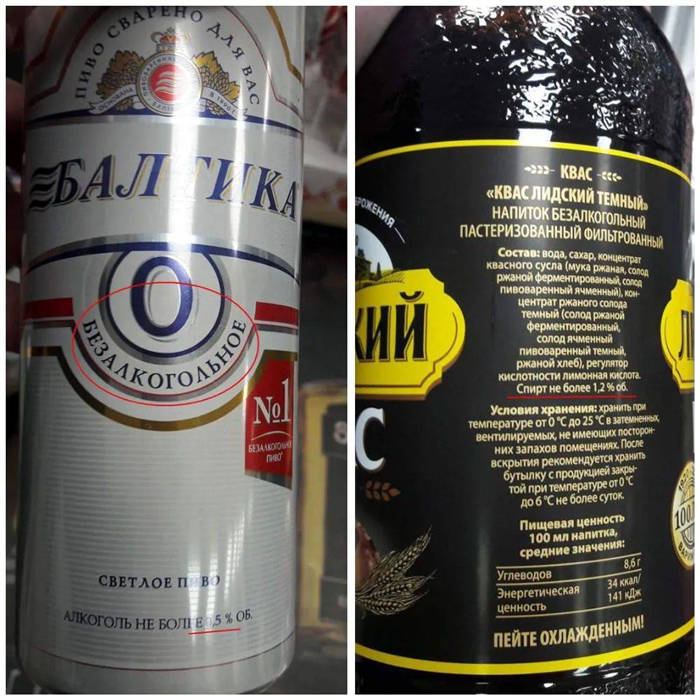 ПИВО СВАРЕНО ДЛЯ ВАС
БАЛТИКА
0
БЕЗАЛКОГОЛЬНОЕ
№1
БЕЗАЛКОГОЛЬНОЕ
ПИВО*
СВЕТЛОЕ ПИВО
АЛКОГОЛЬ НЕ БОЛЕЕ 0,5 % ОБ.
КВАС
«КВАС ЛИДСКИЙ ТЕМНЫЙ»
НАПИТОК БЕЗАЛКОГОЛЬНЫЙ
ПАСТЕРИЗОВАННЫЙ ФИЛЬТРОВАННЫЙ
Состав: вода, сахар, концентрат
квасного сусла (мука ржаная, солод
ржаной ферментированный, солод
пивоваренный ячменный), кон-
центрат ржаного солода
темный (солод ржаной
ферментированный,
солод ячменный
пивоваренный темный,
ржаной хлеб), регулятор
кислотности лимонная кислота.
Спирт не более 1,2 % об.
Условия хранения: хранить при
температуре от 0 °С до 25 °С в затемненных,
вентилируемых, не имеющих посторон-
них запахов помещениях. После
вскрытия рекомендуется хранить
бутылку с продукцией закры-
той при температуре от 0 °С
до 6 °С не более суток.
Пищевая ценность
100 мл напитка,
средние значения:
Углеводов 8,6 г
Энергетическая 34 ккал/
ценность 141 кДж
ПЕЙТЕ ОХЛАЖДЕННЫМ!